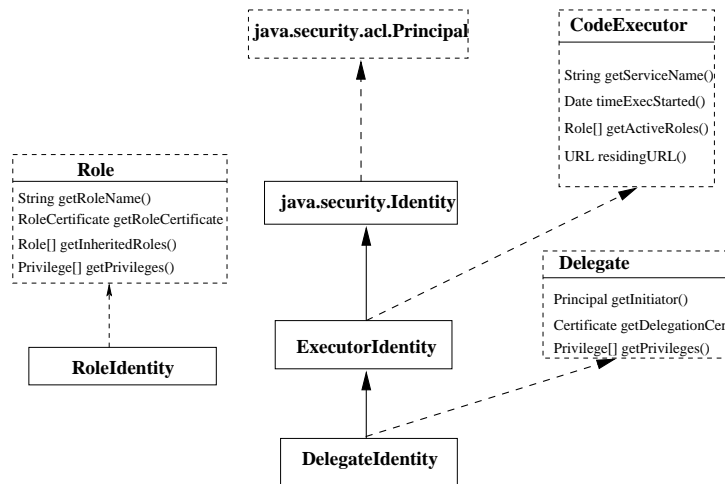 java.security.acl.Principal
CodeExecutor
String getServiceName()
Date timeExecStarted()
Role[] getActiveRoles()
URL residingURL()
Role
String getRoleName()
RoleCertificate getRoleCertificate
Role[] getInheritedRoles()
Privilege[] getPrivileges()
java.security.Identity
Delegate
Principal getInitiator()
Certificate getDelegationCer
Privilege[] getPrivileges()
ExecutorIdentity
RoleIdentity
DelegateIdentity